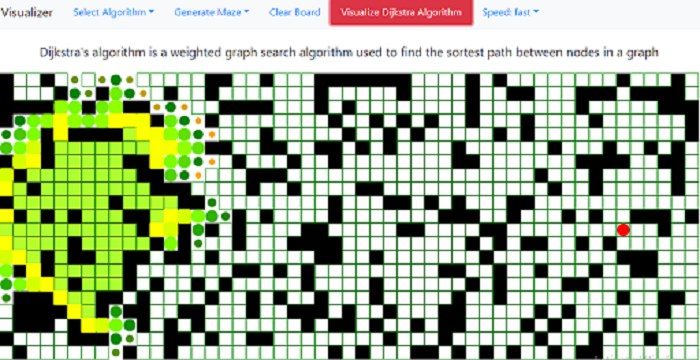 Visualizer Select Algorithm Generate Maze Clear Board Visualize Dijkstra Algorithm Speed: fast
Dijkstra's algorithm is a weighted graph search algorithm used to find the sortest path between nodes in a graph